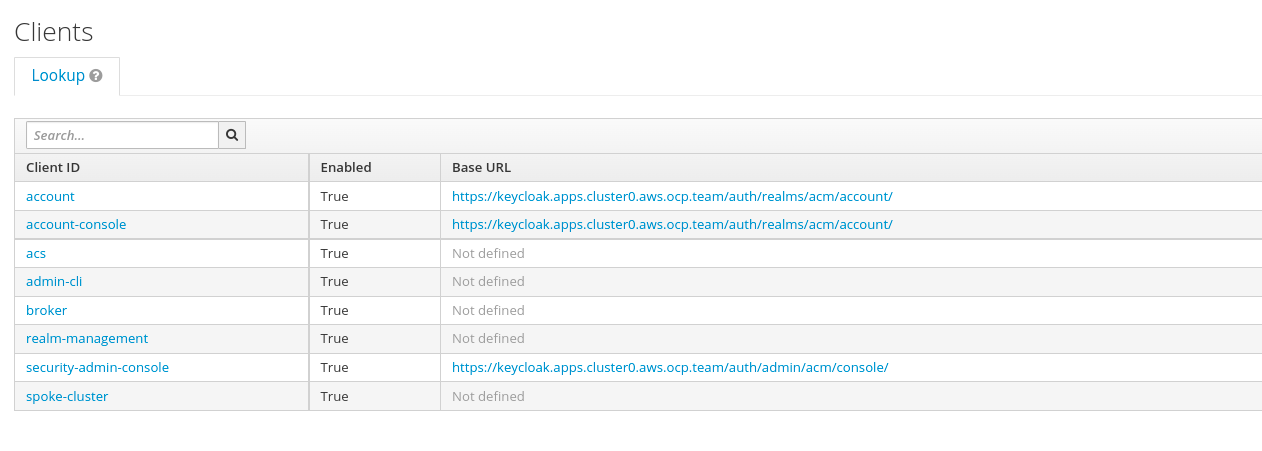 Clients
Lookup
Search...
Client ID Enabled Base URL
account True https://keycloak.apps.cluster0.aws.ocp.team/auth/realms/acm/account/
account-console True https://keycloak.apps.cluster0.aws.ocp.team/auth/realms/acm/account/
acs True Not defined
admin-cli True Not defined
broker True Not defined
realm-management True Not defined
security-admin-console True https://keycloak.apps.cluster0.aws.ocp.team/auth/admin/acm/console/
spoke-cluster True Not defined